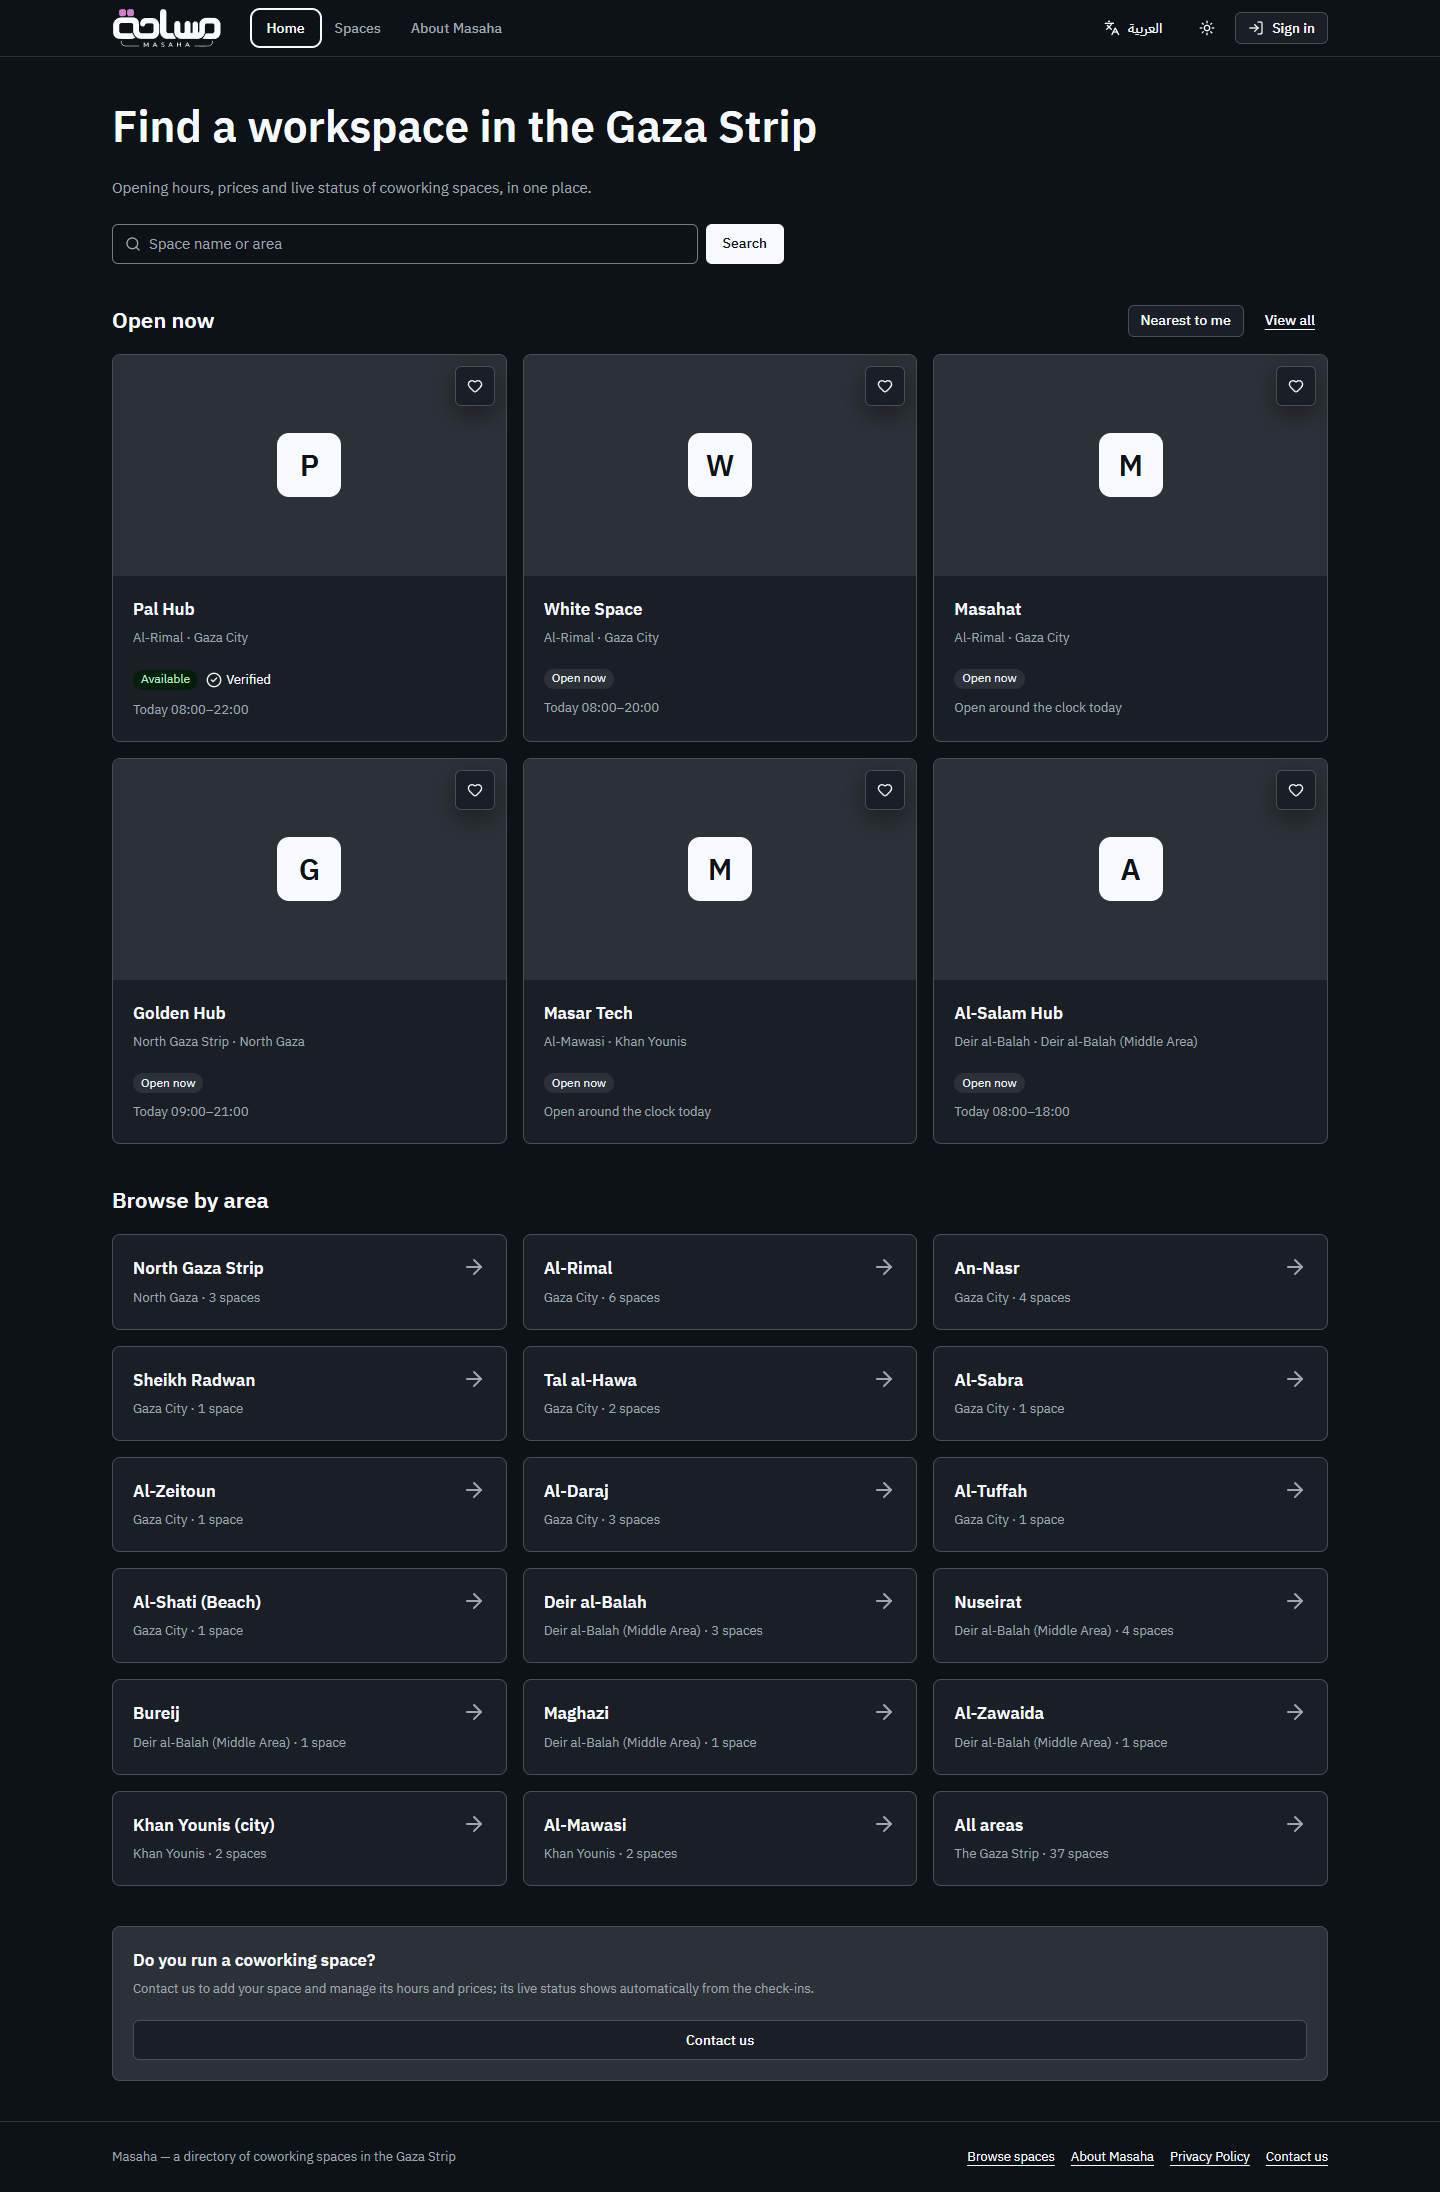 مساحة
MASAHA
Home
Spaces
About Masaha
العربية
Sign in
Find a workspace in the Gaza Strip
Opening hours, prices and live status of coworking spaces, in one place.
Space name or area
Search
Open now
Nearest to me
View all
P
W
M
Pal Hub
Al-Rimal · Gaza City
Available
Verified
Today 08:00–22:00
White Space
Al-Rimal · Gaza City
Open now
Today 08:00–20:00
Masahat
Al-Rimal · Gaza City
Open now
Open around the clock today
G
M
A
Golden Hub
North Gaza Strip · North Gaza
Open now
Today 09:00–21:00
Masar Tech
Al-Mawasi · Khan Younis
Open now
Open around the clock today
Al-Salam Hub
Deir al-Balah · Deir al-Balah (Middle Area)
Open now
Today 08:00–18:00
Browse by area
North Gaza Strip
North Gaza · 3 spaces
Al-Rimal
Gaza City · 6 spaces
An-Nasr
Gaza City · 4 spaces
Sheikh Radwan
Gaza City · 1 space
Tal al-Hawa
Gaza City · 2 spaces
Al-Sabra
Gaza City · 1 space
Al-Zeitoun
Gaza City · 1 space
Al-Daraj
Gaza City · 3 spaces
Al-Tuffah
Gaza City · 1 space
Al-Shati (Beach)
Gaza City · 1 space
Deir al-Balah
Deir al-Balah (Middle Area) · 3 spaces
Nuseirat
Deir al-Balah (Middle Area) · 4 spaces
Bureij
Deir al-Balah (Middle Area) · 1 space
Maghazi
Deir al-Balah (Middle Area) · 1 space
Al-Zawaida
Deir al-Balah (Middle Area) · 1 space
Khan Younis (city)
Khan Younis · 2 spaces
Al-Mawasi
Khan Younis · 2 spaces
All areas
The Gaza Strip · 37 spaces
Do you run a coworking space?
Contact us to add your space and manage its hours and prices; its live status shows automatically from the check-ins.
Contact us
Masaha — a directory of coworking spaces in the Gaza Strip
Browse spaces
About Masaha
Privacy Policy
Contact us